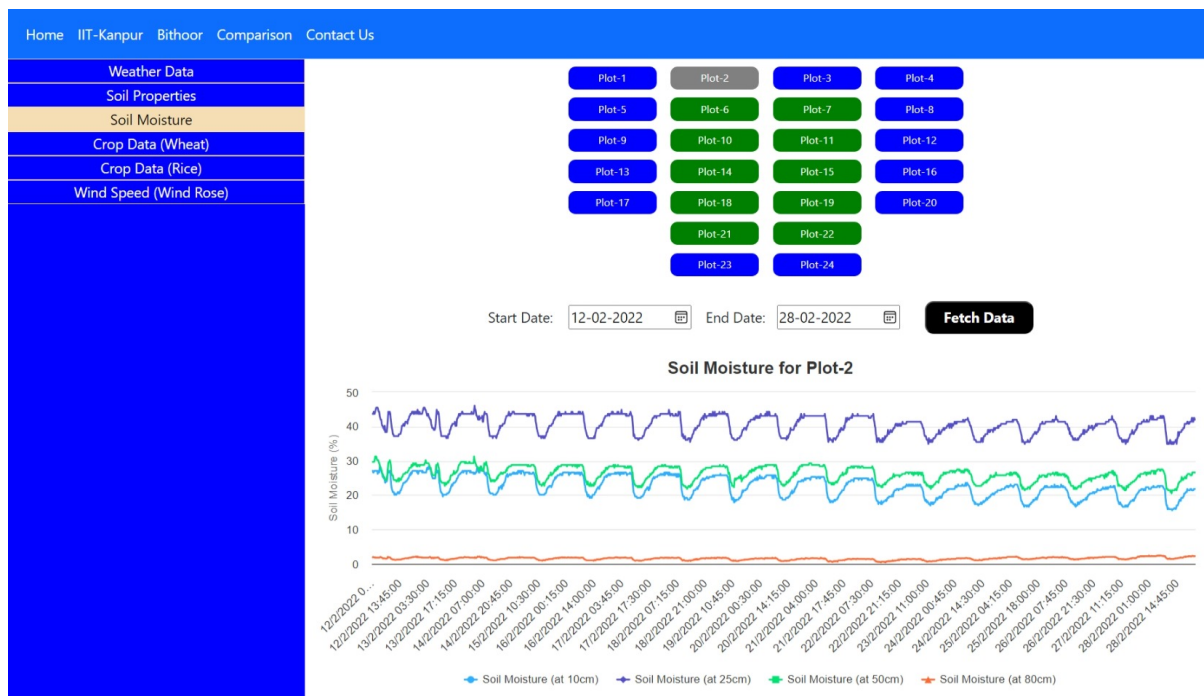 Home IIT-Kanpur Bithoor Comparison Contact Us
Weather Data
Soil Properties
Soil Moisture
Crop Data (Wheat)
Crop Data (Rice)
Wind Speed (Wind Rose)
Plot-1 Plot-2 Plot-3 Plot-4
Plot-5 Plot-6 Plot-7 Plot-8
Plot-9 Plot-10 Plot-11 Plot-12
Plot-13 Plot-14 Plot-15 Plot-16
Plot-17 Plot-18 Plot-19 Plot-20
Plot-21 Plot-22
Plot-23 Plot-24
Start Date: 12-02-2022 End Date: 28-02-2022 Fetch Data
Soil Moisture for Plot-2
Soil Moisture (%)
50
40
30
20
10
0
12/2/2022 0...
12/2/2022 13:45:00
13/2/2022 03:30:00
13/2/2022 17:15:00
14/2/2022 07:00:00
14/2/2022 20:45:00
15/2/2022 10:30:00
16/2/2022 00:15:00
16/2/2022 14:00:00
17/2/2022 03:45:00
17/2/2022 17:30:00
18/2/2022 07:15:00
18/2/2022 21:00:00
19/2/2022 10:45:00
20/2/2022 00:30:00
20/2/2022 14:15:00
21/2/2022 04:00:00
21/2/2022 17:45:00
22/2/2022 07:30:00
22/2/2022 21:15:00
23/2/2022 11:00:00
24/2/2022 00:45:00
24/2/2022 14:30:00
25/2/2022 04:15:00
25/2/2022 18:00:00
26/2/2022 07:45:00
26/2/2022 21:30:00
27/2/2022 11:15:00
28/2/2022 01:00:00
28/2/2022 14:45:00
Soil Moisture (at 10cm) Soil Moisture (at 25cm) Soil Moisture (at 50cm) Soil Moisture (at 80cm)